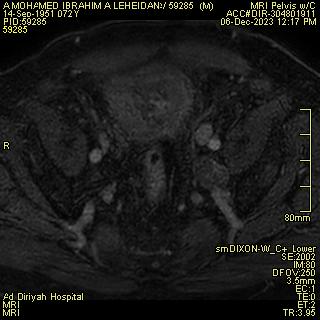 A MOHAMED IBRAHIM A LEHEIDAN:/ 59285 (M)
14-Sep-1951 072Y
PID:59285
59285
MRI Pelvis w/C
ACC#DIR-304801911
06-Dec-2023 12:17 PM
R
80mm
smDIXON-W_C+ Lower
SE:2002
IM:80
DFOV:250
3.5mm
EC:1
TE:0
ET:2
TR:3.95
Ad Diriyah Hospital
MRI
MRI